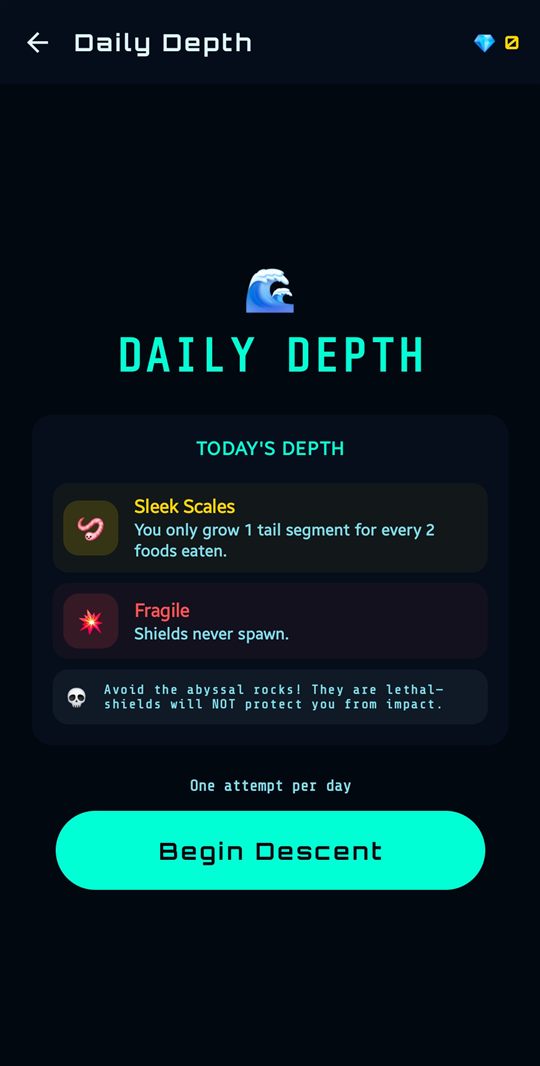 Daily Depth
0
DAILY DEPTH
TODAY'S DEPTH
Sleek Scales
You only grow 1 tail segment for every 2
foods eaten.
Fragile
Shields never spawn.
Avoid the abyssal rocks! They are lethal—
shields will NOT protect you from impact.
One attempt per day
Begin Descent